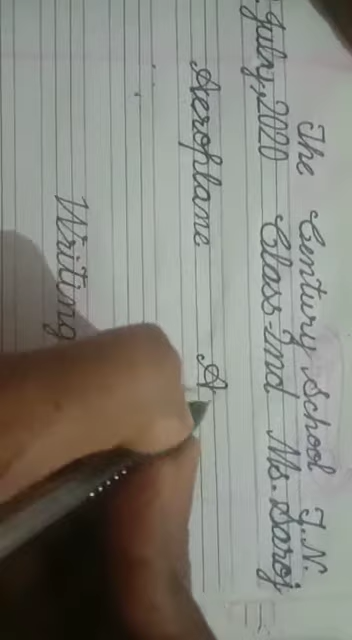 The Century School J.N.
July, 2020 Class-2nd Ms. Saroj
Aeroplane A
Writing